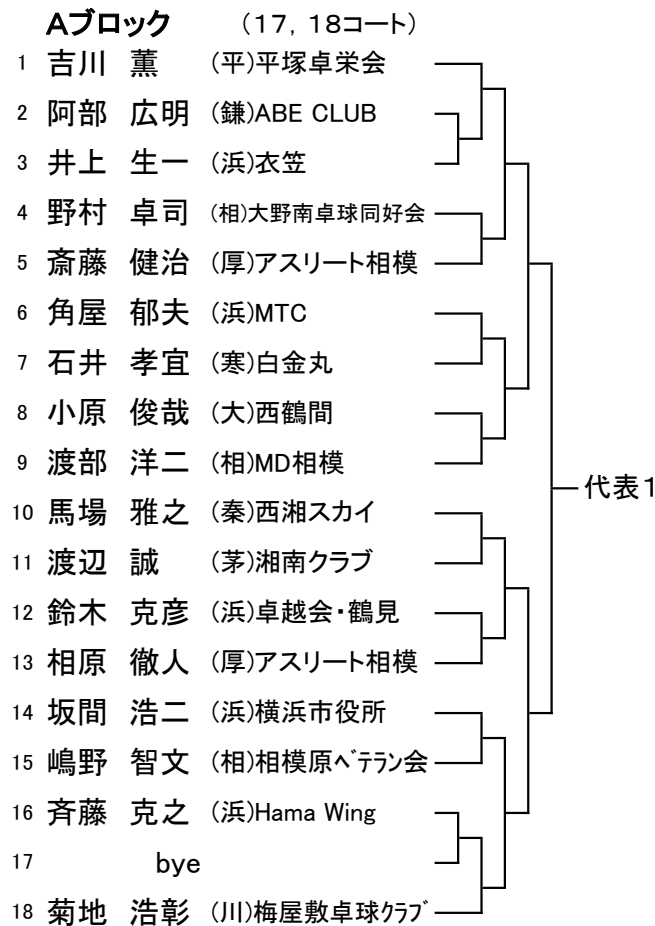 Aブロック (17, 18コート)
1 吉川 薫 (平)平塚卓栄会
2 阿部 広明 (鎌)ABE CLUB
3 井上 生一 (浜)衣笠
4 野村 卓司 (相)大野南卓球同好会
5 斎藤 健治 (厚)アスリート相模
6 角屋 郁夫 (浜)MTC
7 石井 孝宜 (寒)白金丸
8 小原 俊哉 (大)西鶴間
9 渡部 洋二 (相)MD相模
代表1
10 馬場 雅之 (秦)西湘スカイ
11 渡辺 誠 (茅)湘南クラブ
12 鈴木 克彦 (浜)卓越会・鶴見
13 相原 徹人 (厚)アスリート相模
14 坂間 浩二 (浜)横浜市役所
15 嶋野 智文 (相)相模原ベテラン会
16 斉藤 克之 (浜)Hama Wing
17 bye
18 菊地 浩彰 (川)梅屋敷卓球クラブ